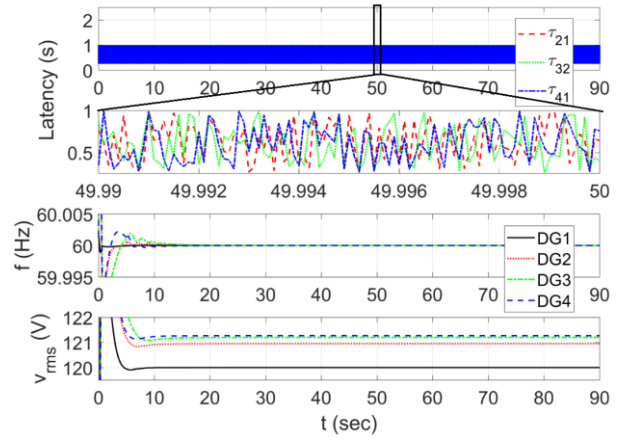 Latency (s)
2
1
0
0 10 20 30 40 50 60 70 80 90
τ21
τ32
τ41
Latency
1
0.5
49.99 49.992 49.994 49.996 49.998 50
f (Hz)
60.005
60
59.995
0 10 20 30 40 50 60 70 80 90
DG1
DG2
DG3
DG4
vrms (V)
122
121
120
0 10 20 30 40 50 60 70 80 90
t (sec)